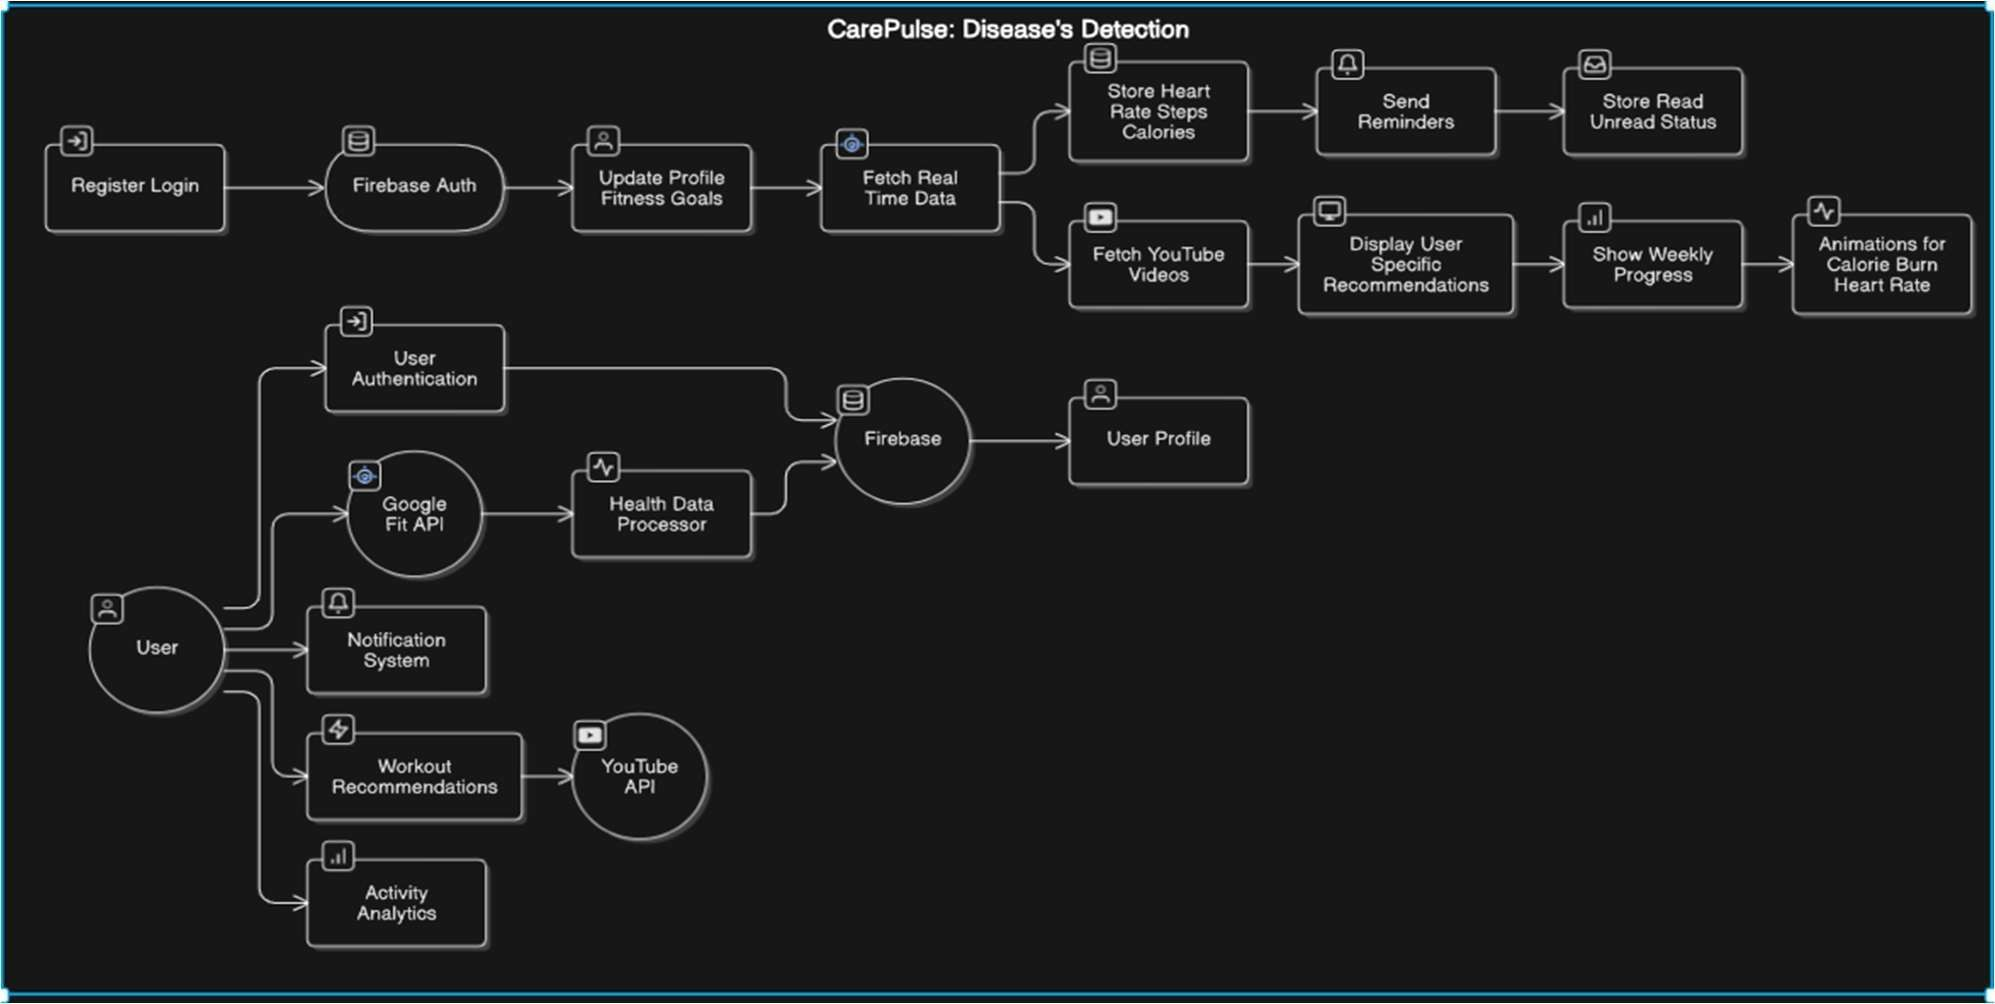 CarePulse: Disease's Detection
Store Heart
Rate Steps
Calories
Send
Reminders
Store Read
Unread Status
Register Login
Firebase Auth
Update Profile
Fitness Goals
Fetch Real
Time Data
Fetch YouTube
Videos
Display User
Specific
Recommendations
Show Weekly
Progress
Animations for
Calorie Burn
Heart Rate
User
Authentication
Firebase
User Profile
Google
Fit API
Health Data
Processor
User
Notification
System
Workout
Recommendations
YouTube
API
Activity
Analytics